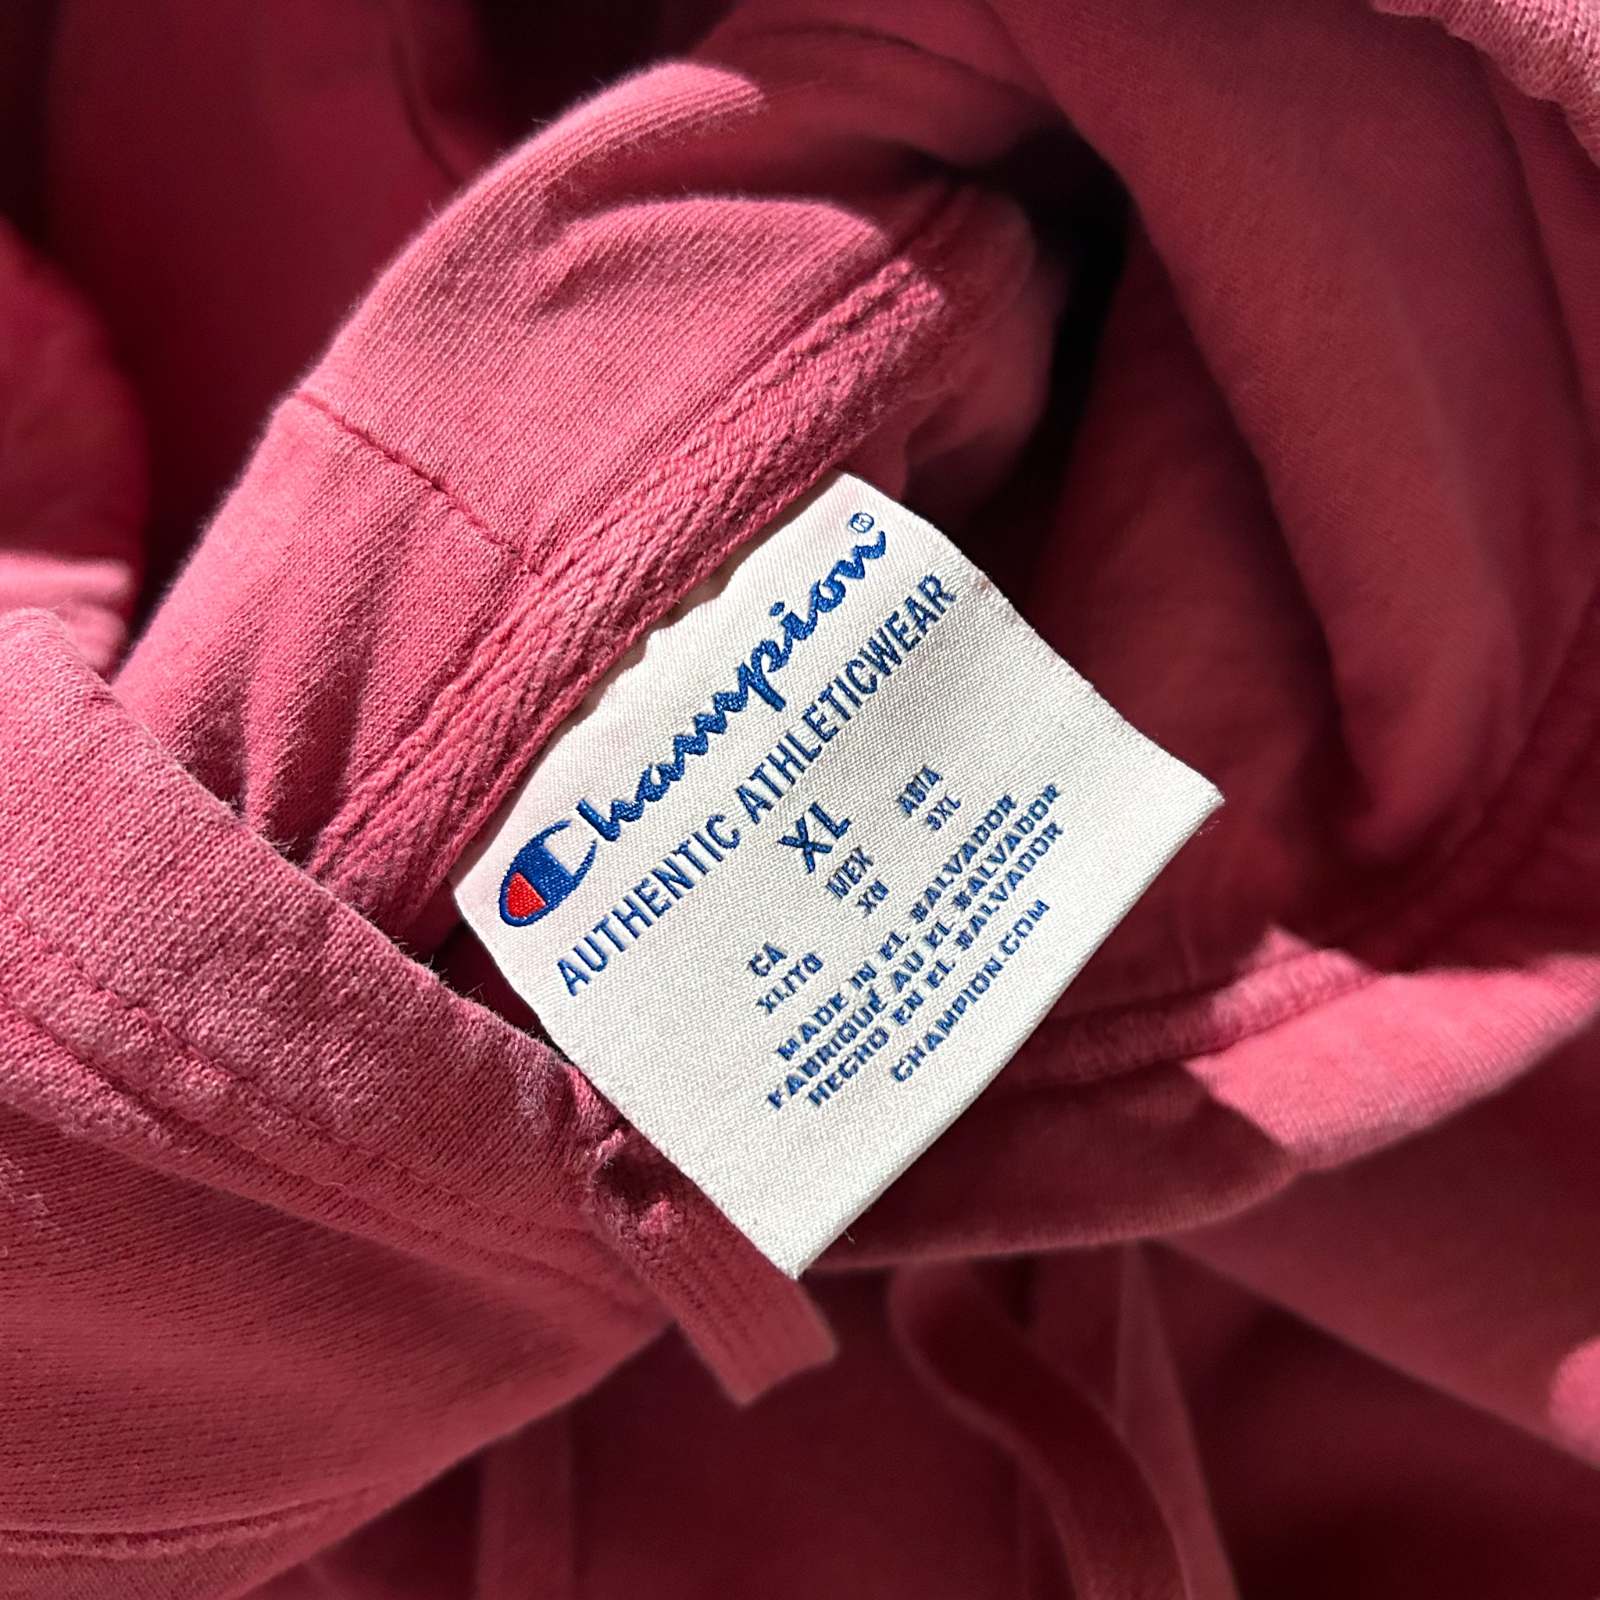 Champion®
AUTHENTIC ATHLETICWEAR
XL
CA MEX ASIA
XL/TG XG 3XL
MADE IN EL SALVADOR
FABRIQUÉ AU EL SALVADOR
HECHO EN EL SALVADOR
CHAMPION.COM